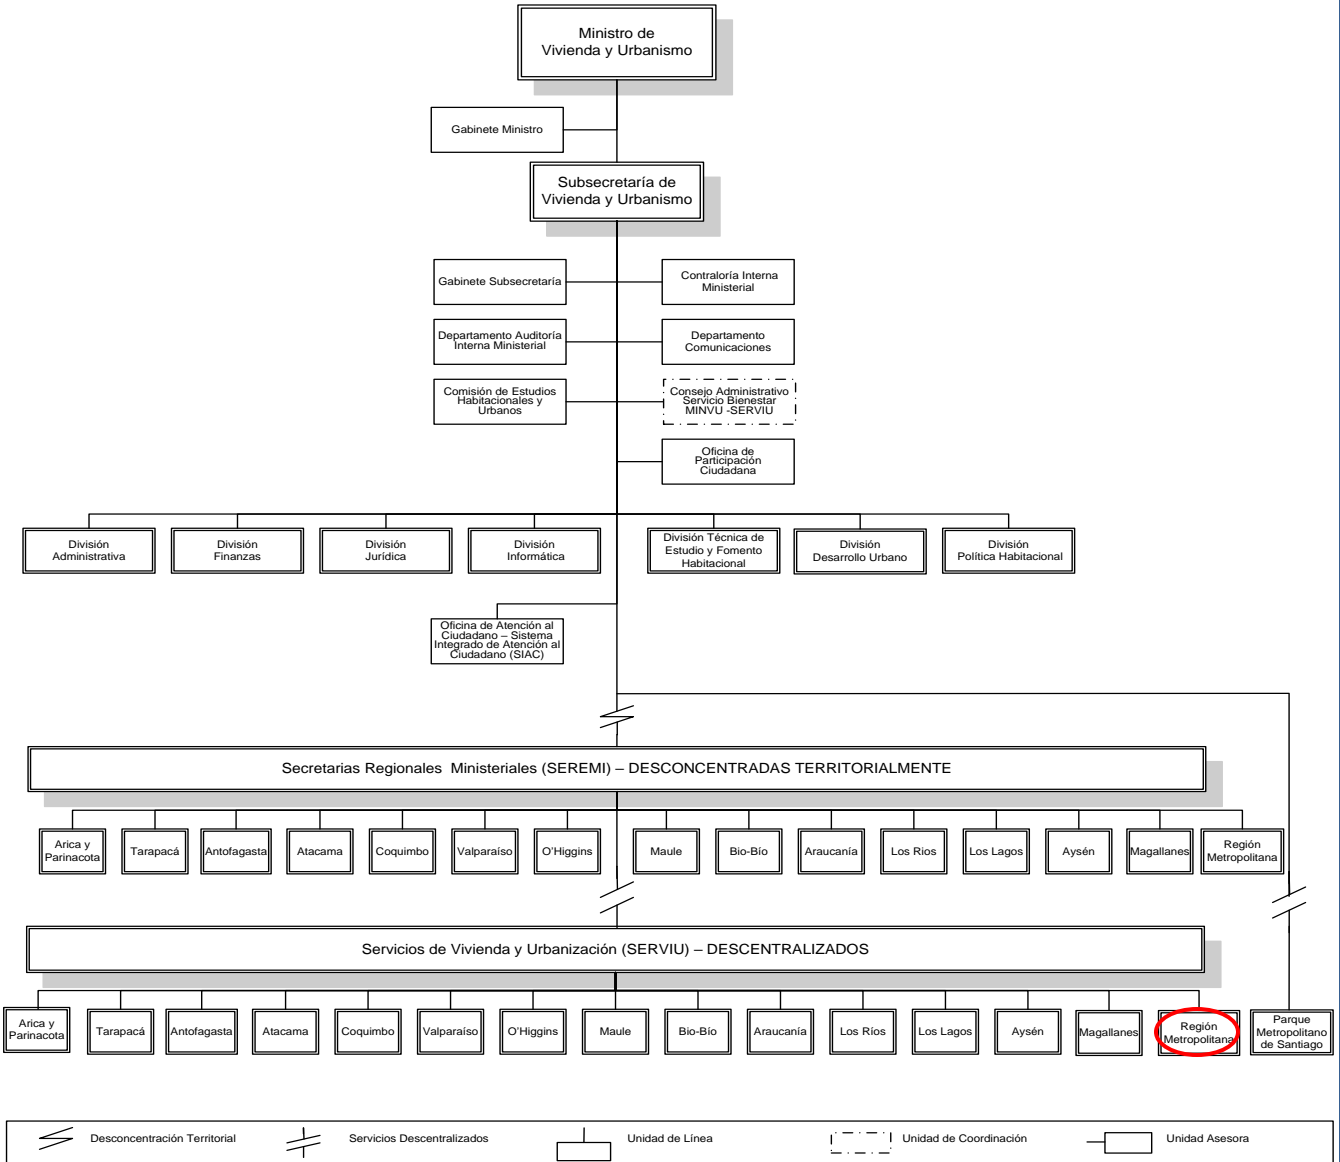 Ministro de
Vivienda y Urbanismo
Gabinete Ministro
Subsecretaría de
Vivienda y Urbanismo
Gabinete Subsecretaría
Contraloría Interna
Ministerial
Departamento Auditoría
Interna Ministerial
Departamento
Comunicaciones
Comisión de Estudios
Habitacionales y
Urbanos
Consejo Administrativo
Servicio Bienestar
MINVU -SERVIU
Oficina de
Participación
Ciudadana
División
Administrativa
División
Finanzas
División
Jurídica
División
Informática
División Técnica de
Estudio y Fomento
Habitacional
División
Desarrollo Urbano
División
Política Habitacional
Oficina de Atención al
Ciudadano – Sistema
Integrado de Atención al
Ciudadano (SIAC)
Secretarias Regionales Ministeriales (SEREMI) – DESCONCENTRADAS TERRITORIALMENTE
Arica y
Parinacota
Tarapacá
Antofagasta
Atacama
Coquimbo
Valparaíso
O'Higgins
Maule
Bio-Bío
Araucanía
Los Rios
Los Lagos
Aysén
Magallanes
Región
Metropolitana
Servicios de Vivienda y Urbanización (SERVIU) – DESCENTRALIZADOS
Arica y
Parinacota
Tarapacá
Antofagasta
Atacama
Coquimbo
Valparaíso
O'Higgins
Maule
Bio-Bío
Araucanía
Los Ríos
Los Lagos
Aysén
Magallanes
Región
Metropolitana
Parque
Metropolitano
de Santiago
Desconcentración Territorial
Servicios Descentralizados
Unidad de Línea
Unidad de Coordinación
Unidad Asesora